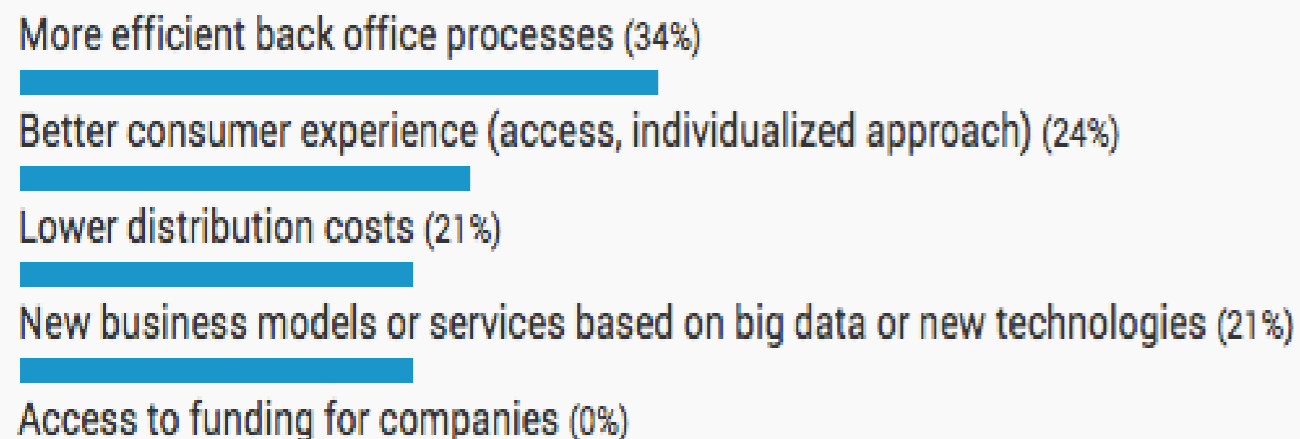 More efficient back office processes (34%)
Better consumer experience (access, individualized approach) (24%)
Lower distribution costs (21%)
New business models or services based on big data or new technologies (21%)
Access to funding for companies (0%)